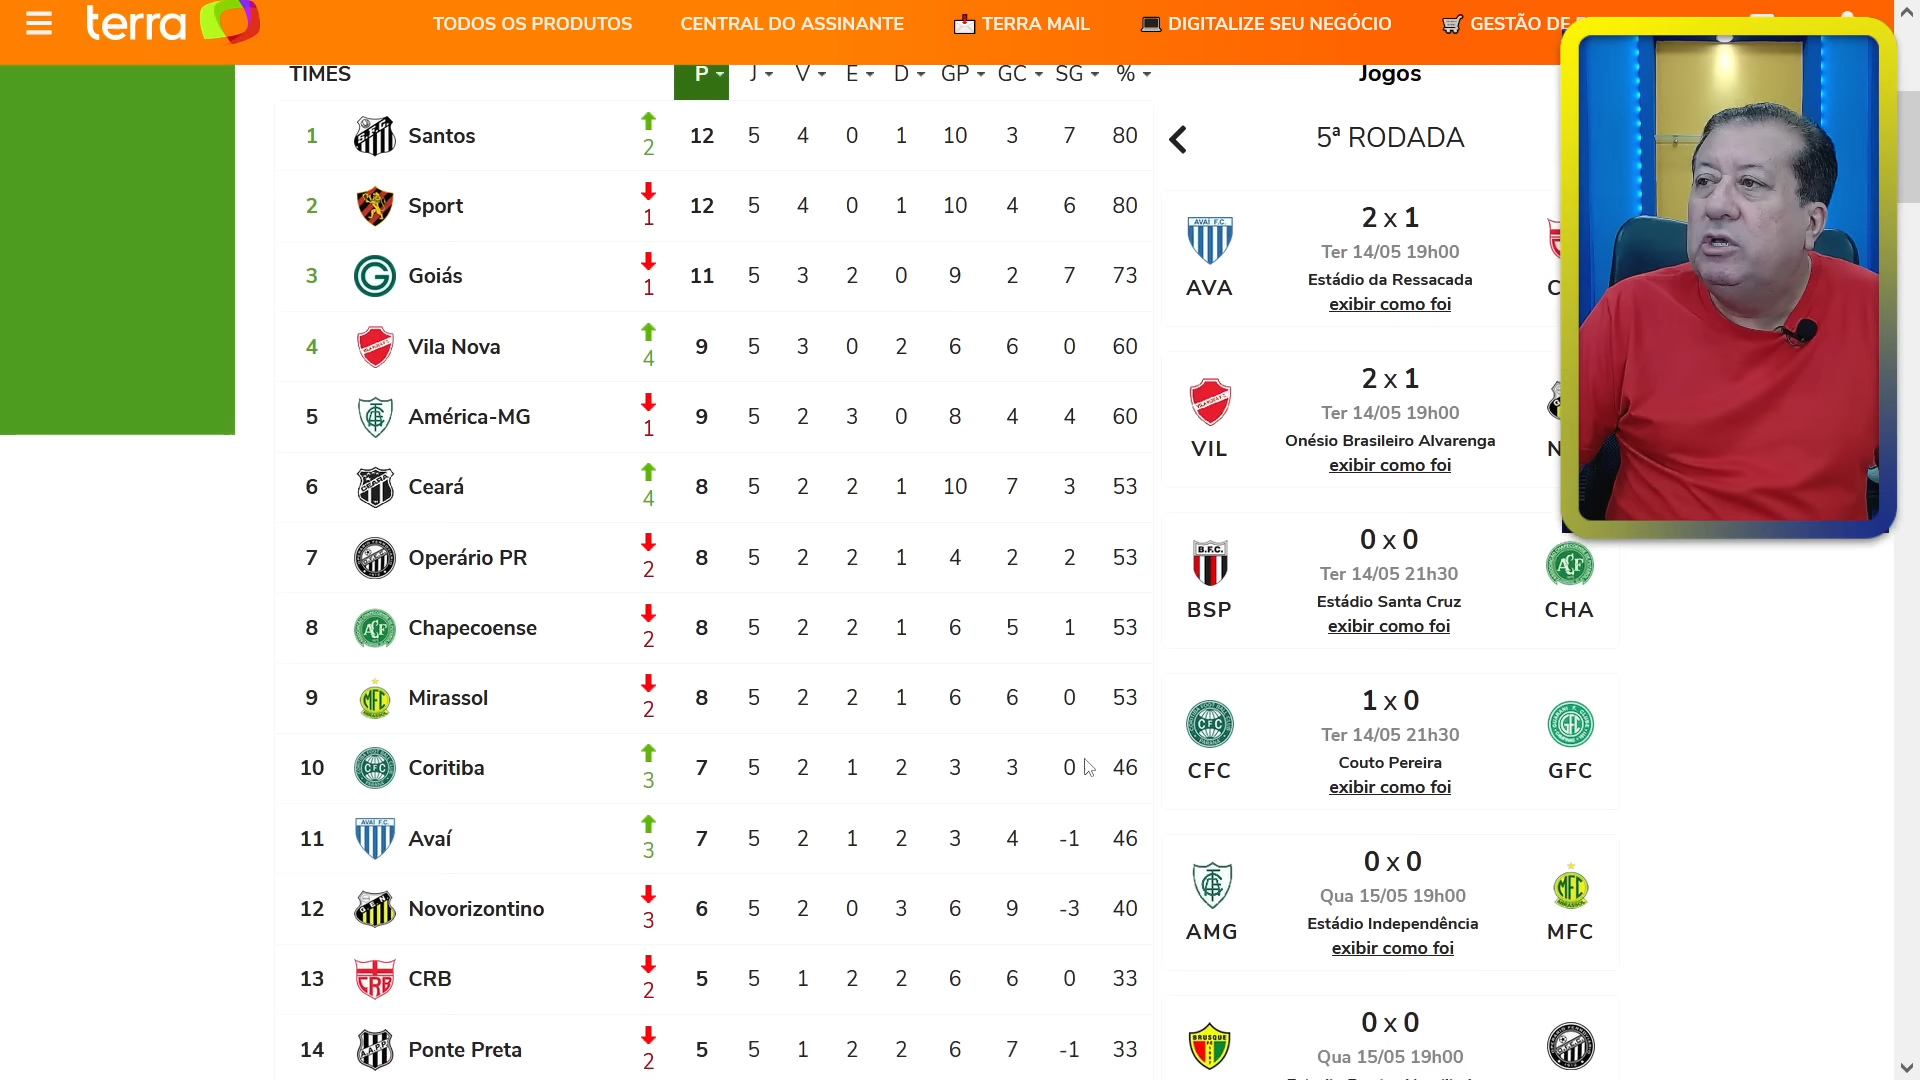 terra
TODOS OS PRODUTOS
CENTRAL DO ASSINANTE
TERRA MAIL
DIGITALIZE SEU NEGÓCIO
GESTÃO DE
TIMES P J V E D GP GC SG %
1 Santos 2 12 5 4 0 1 10 3 7 80
2 Sport 1 12 5 4 0 1 10 4 6 80
3 Goiás 1 11 5 3 2 0 9 2 7 73
4 Vila Nova 4 9 5 3 0 2 6 6 0 60
5 América-MG 1 9 5 2 3 0 8 4 4 60
6 Ceará 4 8 5 2 2 1 10 7 3 53
7 Operário PR 2 8 5 2 2 1 4 2 2 53
8 Chapecoense 2 8 5 2 2 1 6 5 1 53
9 Mirassol 2 8 5 2 2 1 6 6 0 53
10 Coritiba 3 7 5 2 1 2 3 3 0 46
11 Avaí 3 7 5 2 1 2 3 4 -1 46
12 Novorizontino 3 6 5 2 0 3 6 9 -3 40
13 CRB 2 5 5 1 2 2 6 6 0 33
14 Ponte Preta 2 5 5 1 2 2 6 7 -1 33
Jogos
5ª RODADA
2 x 1
Ter 14/05 19h00
Estádio da Ressacada
AVA
exibir como foi
2 x 1
Ter 14/05 19h00
Onésio Brasileiro Alvarenga
VIL
exibir como foi
0 x 0
Ter 14/05 21h30
Estádio Santa Cruz
BSP CHA
exibir como foi
1 x 0
Ter 14/05 21h30
Couto Pereira
CFC GFC
exibir como foi
0 x 0
Qua 15/05 19h00
Estádio Independência
AMG MFC
exibir como foi
0 x 0
Qua 15/05 19h00